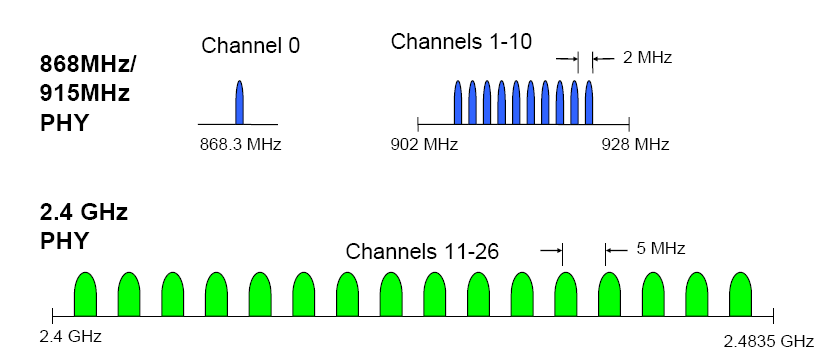 Channel 0
Channels 1-10
2 MHz
868MHz/
915MHz
PHY
868.3 MHz
902 MHz
928 MHz
2.4 GHz
PHY
Channels 11-26
5 MHz
2.4 GHz
2.4835 GHz